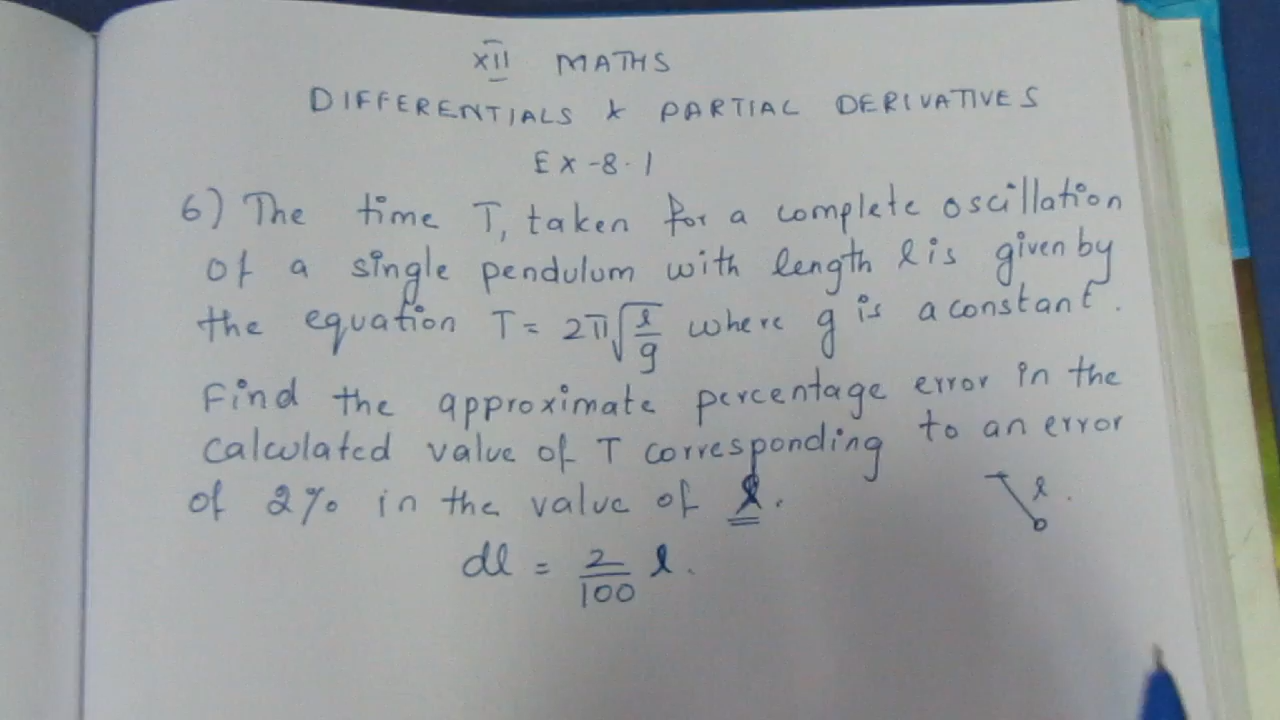 XII MATHS
DIFFERENTIALS & PARTIAL DERIVATIVES
EX-8.1
6) The time T, taken for a complete oscillation
of a single pendulum with length l is given by
the equation T = 2π√(l/g) where g is a constant.
Find the approximate percentage error in the
calculated value of T corresponding to an error
of 2% in the value of l.
l.
dl = 2/100 l.